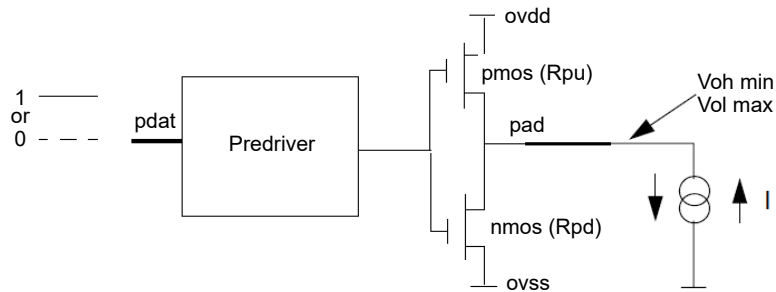 ovdd
pmos (Rpu)
1
or
0
pdat
Predriver
pad
Voh min
Vol max
I
nmos (Rpd)
ovss